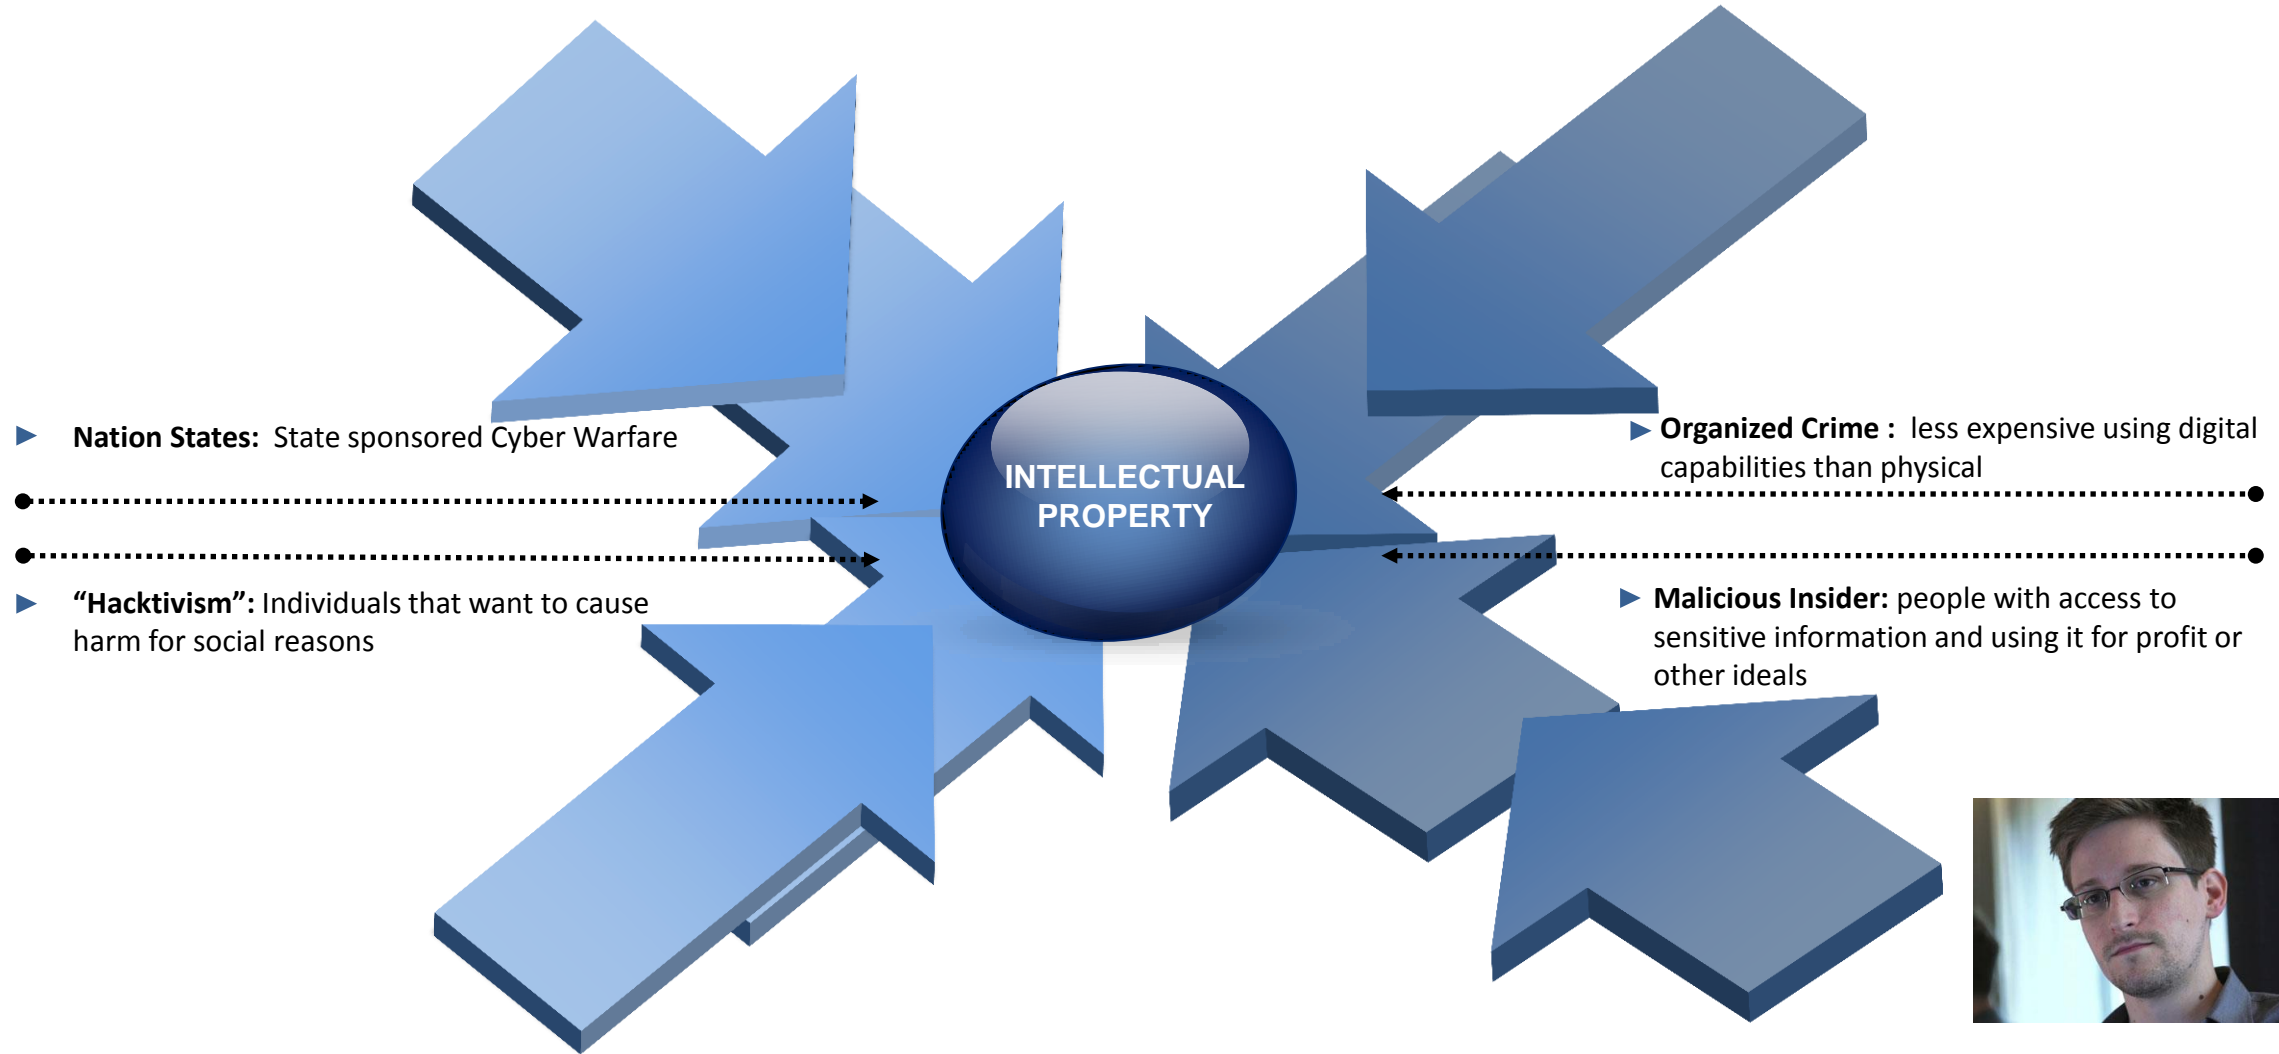 Nation States: State sponsored Cyber Warfare
“Hacktivism”: Individuals that want to cause
harm for social reasons
INTELLECTUAL
PROPERTY
Organized Crime : less expensive using digital
capabilities than physical
Malicious Insider: people with access to
sensitive information and using it for profit or
other ideals